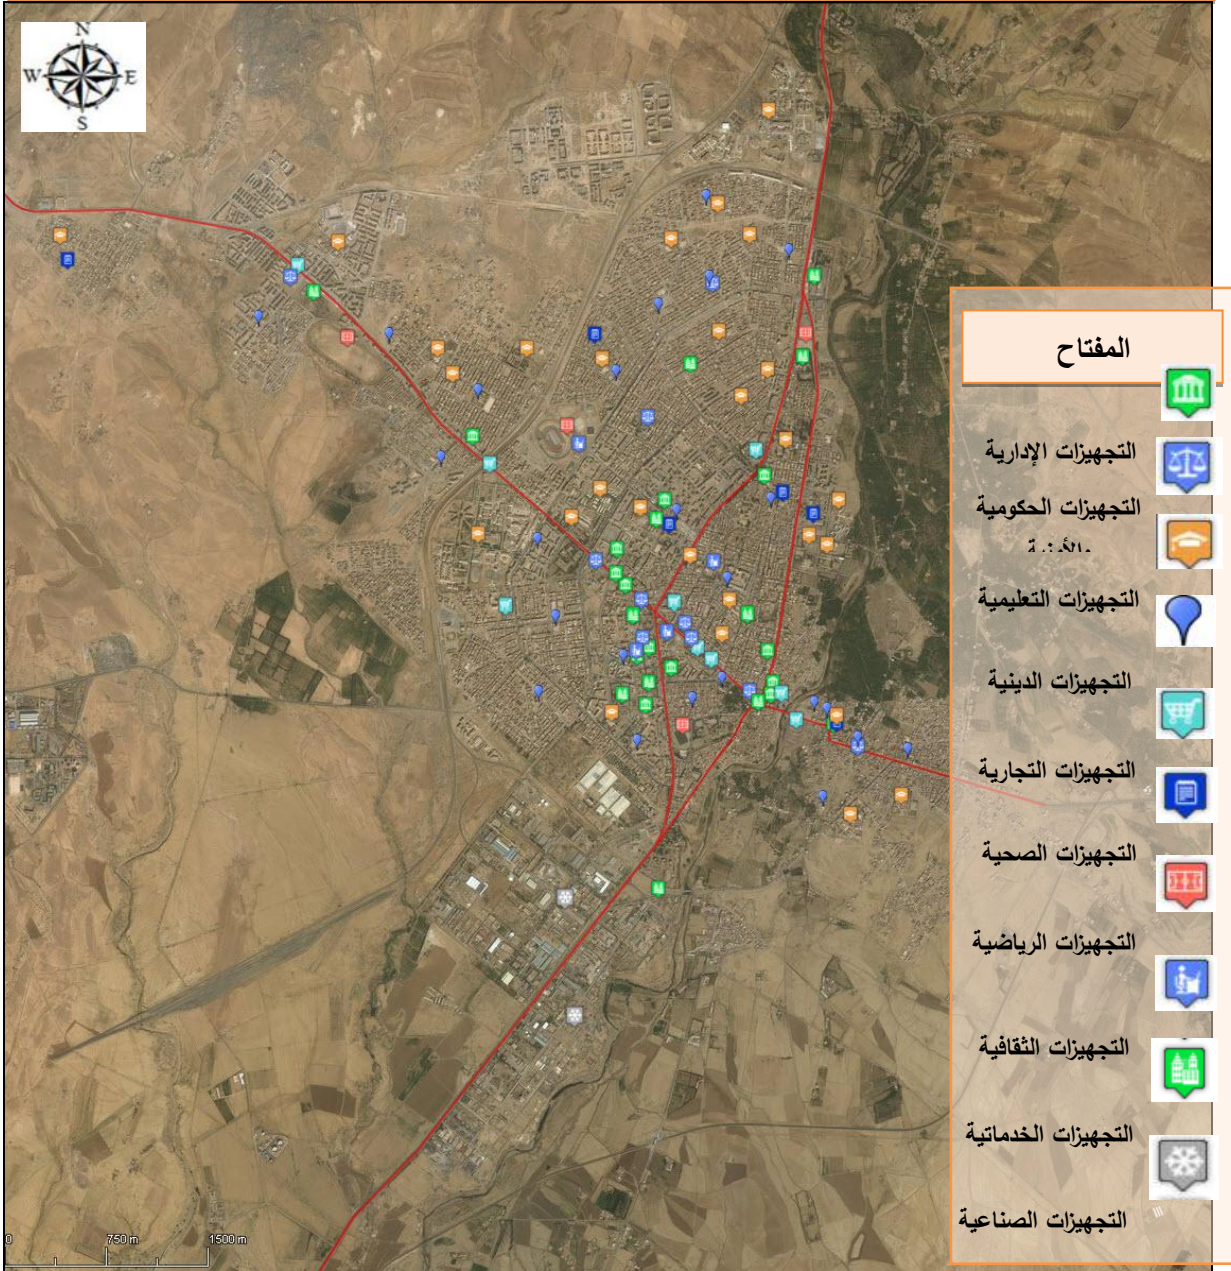 N
W E
S
المفتاح
التجهيزات الإدارية
التجهيزات الحكومية
والأمنية
التجهيزات التعليمية
التجهيزات الدينية
التجهيزات التجارية
التجهيزات الصحية
التجهيزات الرياضية
التجهيزات الثقافية
التجهيزات الخدماتية
التجهيزات الصناعية
0 750 m 1500 m